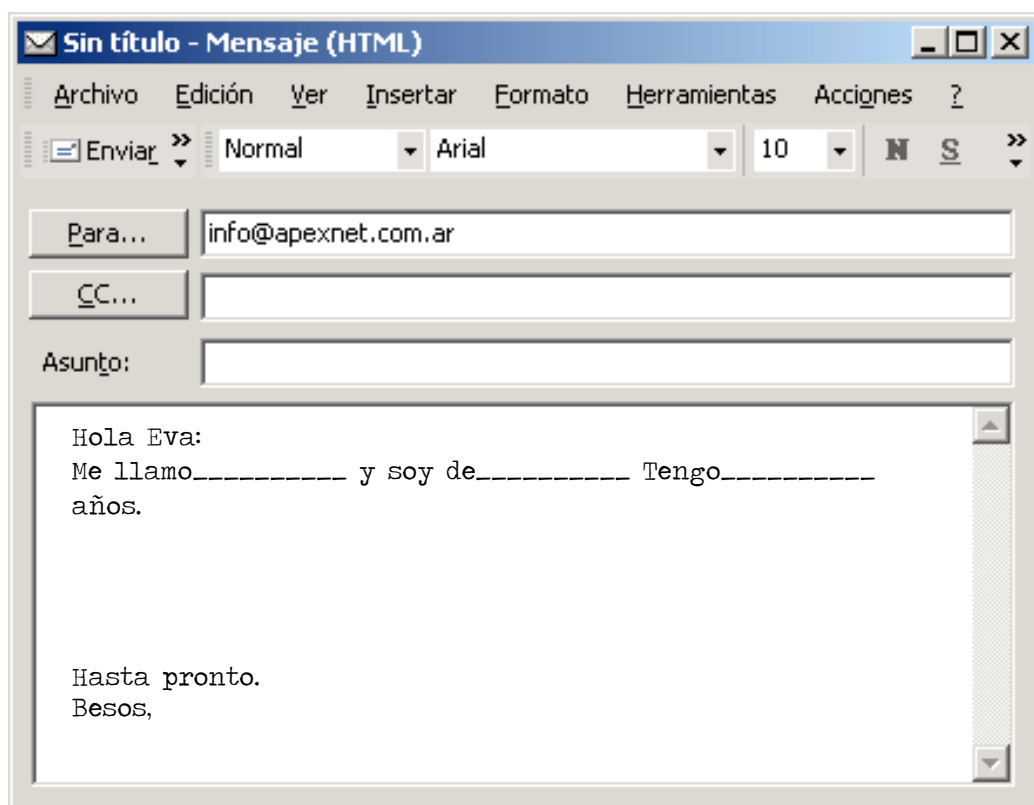 Sin título - Mensaje (HTML)
Archivo Edición Ver Insertar Formato Herramientas Acciones ?
Enviar Normal Arial 10 N S
Para... info@apexnet.com.ar
CC...
Asunto:
Hola Eva:
Me llamo__________ y soy de__________ Tengo__________
años.
Hasta pronto.
Besos,